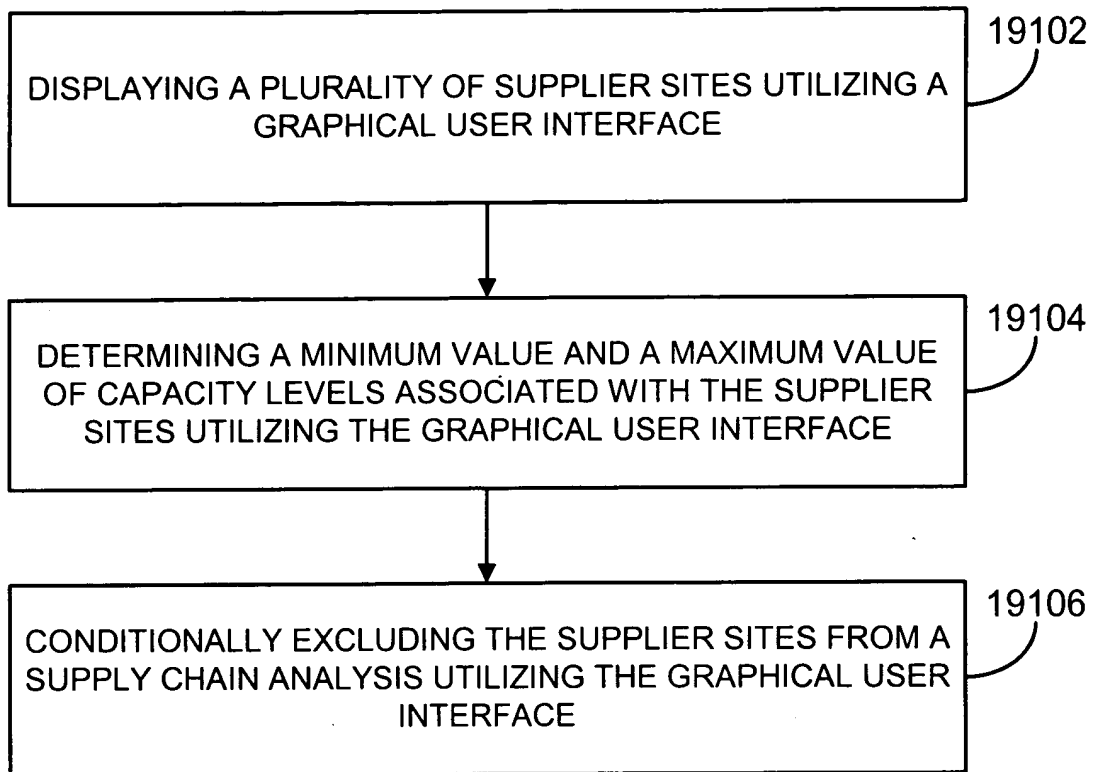 19102
DISPLAYING A PLURALITY OF SUPPLIER SITES UTILIZING A
GRAPHICAL USER INTERFACE
19104
DETERMINING A MINIMUM VALUE AND A MAXIMUM VALUE
OF CAPACITY LEVELS ASSOCIATED WITH THE SUPPLIER
SITES UTILIZING THE GRAPHICAL USER INTERFACE
19106
CONDITIONALLY EXCLUDING THE SUPPLIER SITES FROM A
SUPPLY CHAIN ANALYSIS UTILIZING THE GRAPHICAL USER
INTERFACE